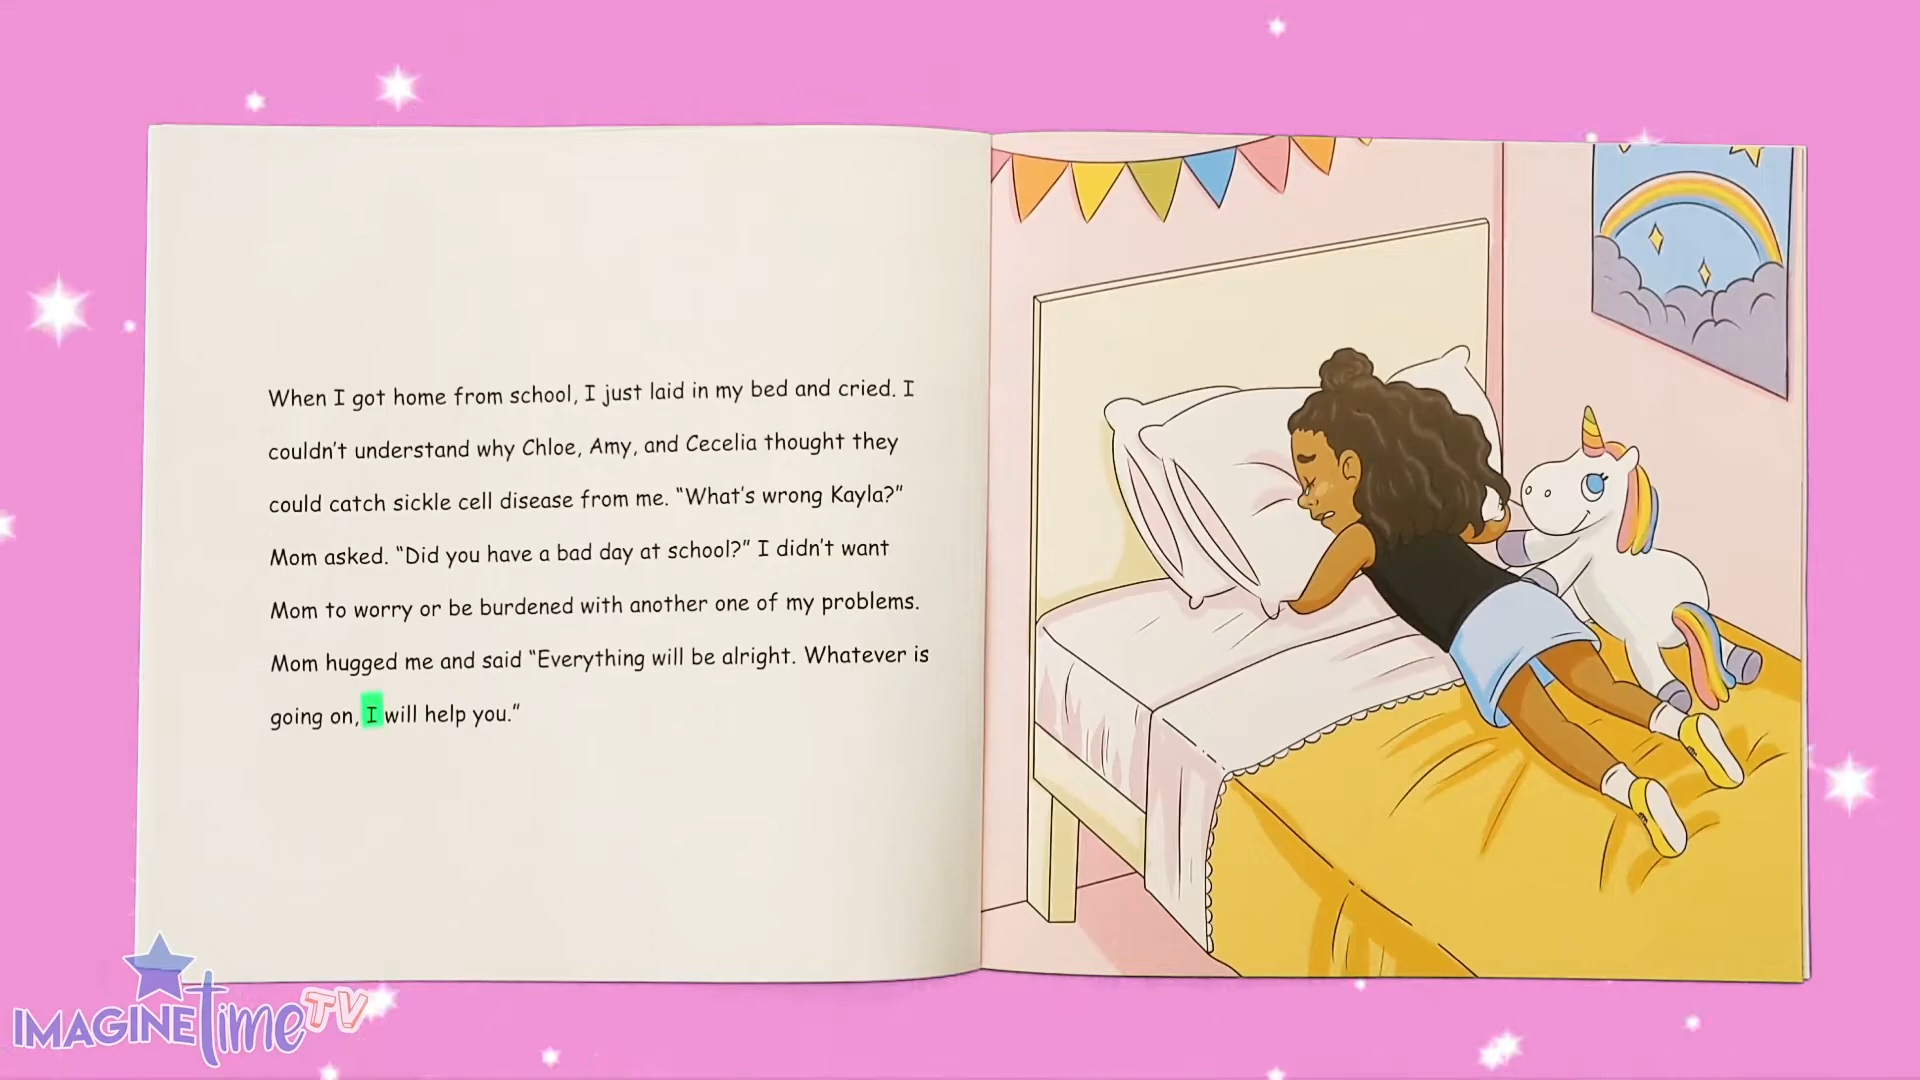 When I got home from school, I just laid in my bed and cried. I
couldn't understand why Chloe, Amy, and Cecelia thought they
could catch sickle cell disease from me. “What's wrong Kayla?”
Mom asked. “Did you have a bad day at school?” I didn't want
Mom to worry or be burdened with another one of my problems.
Mom hugged me and said “Everything will be alright. Whatever is
going on, I will help you.”
IMAGINE time TV